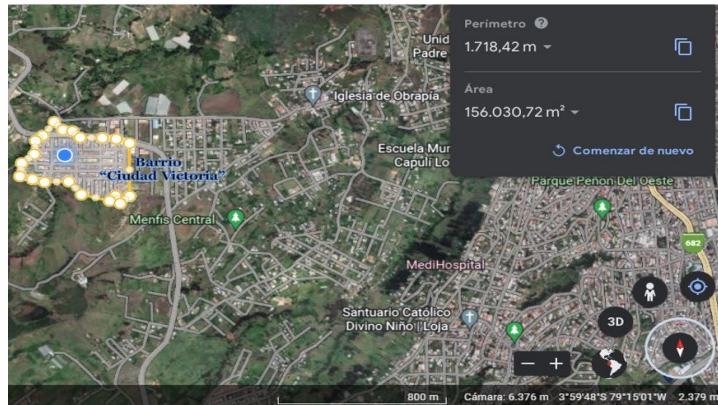 Perímetro
1.718,42 m
Área
156.030,72 m²
Comenzar de nuevo
Unid
Padre
Iglesia de Obrapía
Escuela Mun
Capulí Lo
Barrio
"Ciudad Victoria"
Parque Peñon Del Oeste
Menfis Central
682
MediHospital
Santuario Católico
Divino Niño | Loja
3D
800 m
Cámara: 6.376 m 3°59'48"S 79°15'01"W 2.379 m